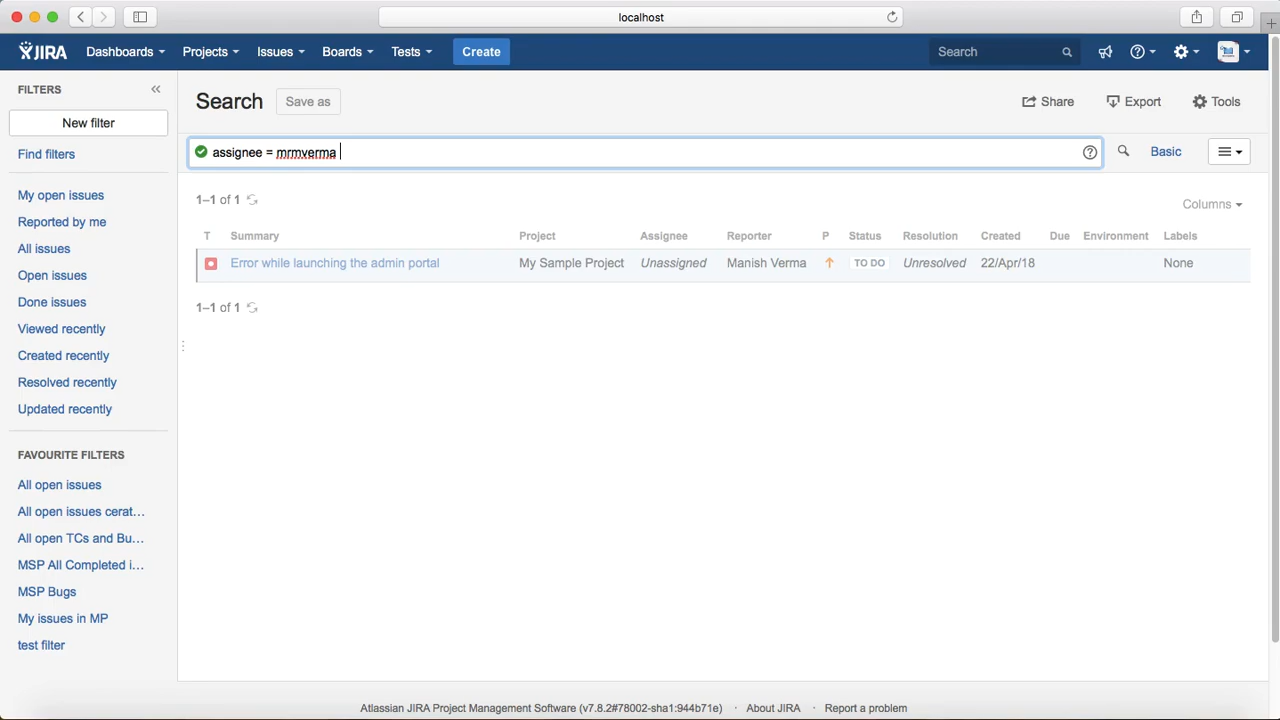 localhost
JIRA Dashboards Projects Issues Boards Tests Create Search
FILTERS
New filter
Find filters
My open issues
Reported by me
All issues
Open issues
Done issues
Viewed recently
Created recently
Resolved recently
Updated recently
FAVOURITE FILTERS
All open issues
All open issues cerat...
All open TCs and Bu...
MSP All Completed i...
MSP Bugs
My issues in MP
test filter
Search Save as Share Export Tools
assignee = mrmverma Basic
1–1 of 1
Columns
T Summary Project Assignee Reporter P Status Resolution Created Due Environment Labels
Error while launching the admin portal My Sample Project Unassigned Manish Verma TO DO Unresolved 22/Apr/18 None
1–1 of 1
Atlassian JIRA Project Management Software (v7.8.2#78002-sha1:944b71e) · About JIRA · Report a problem